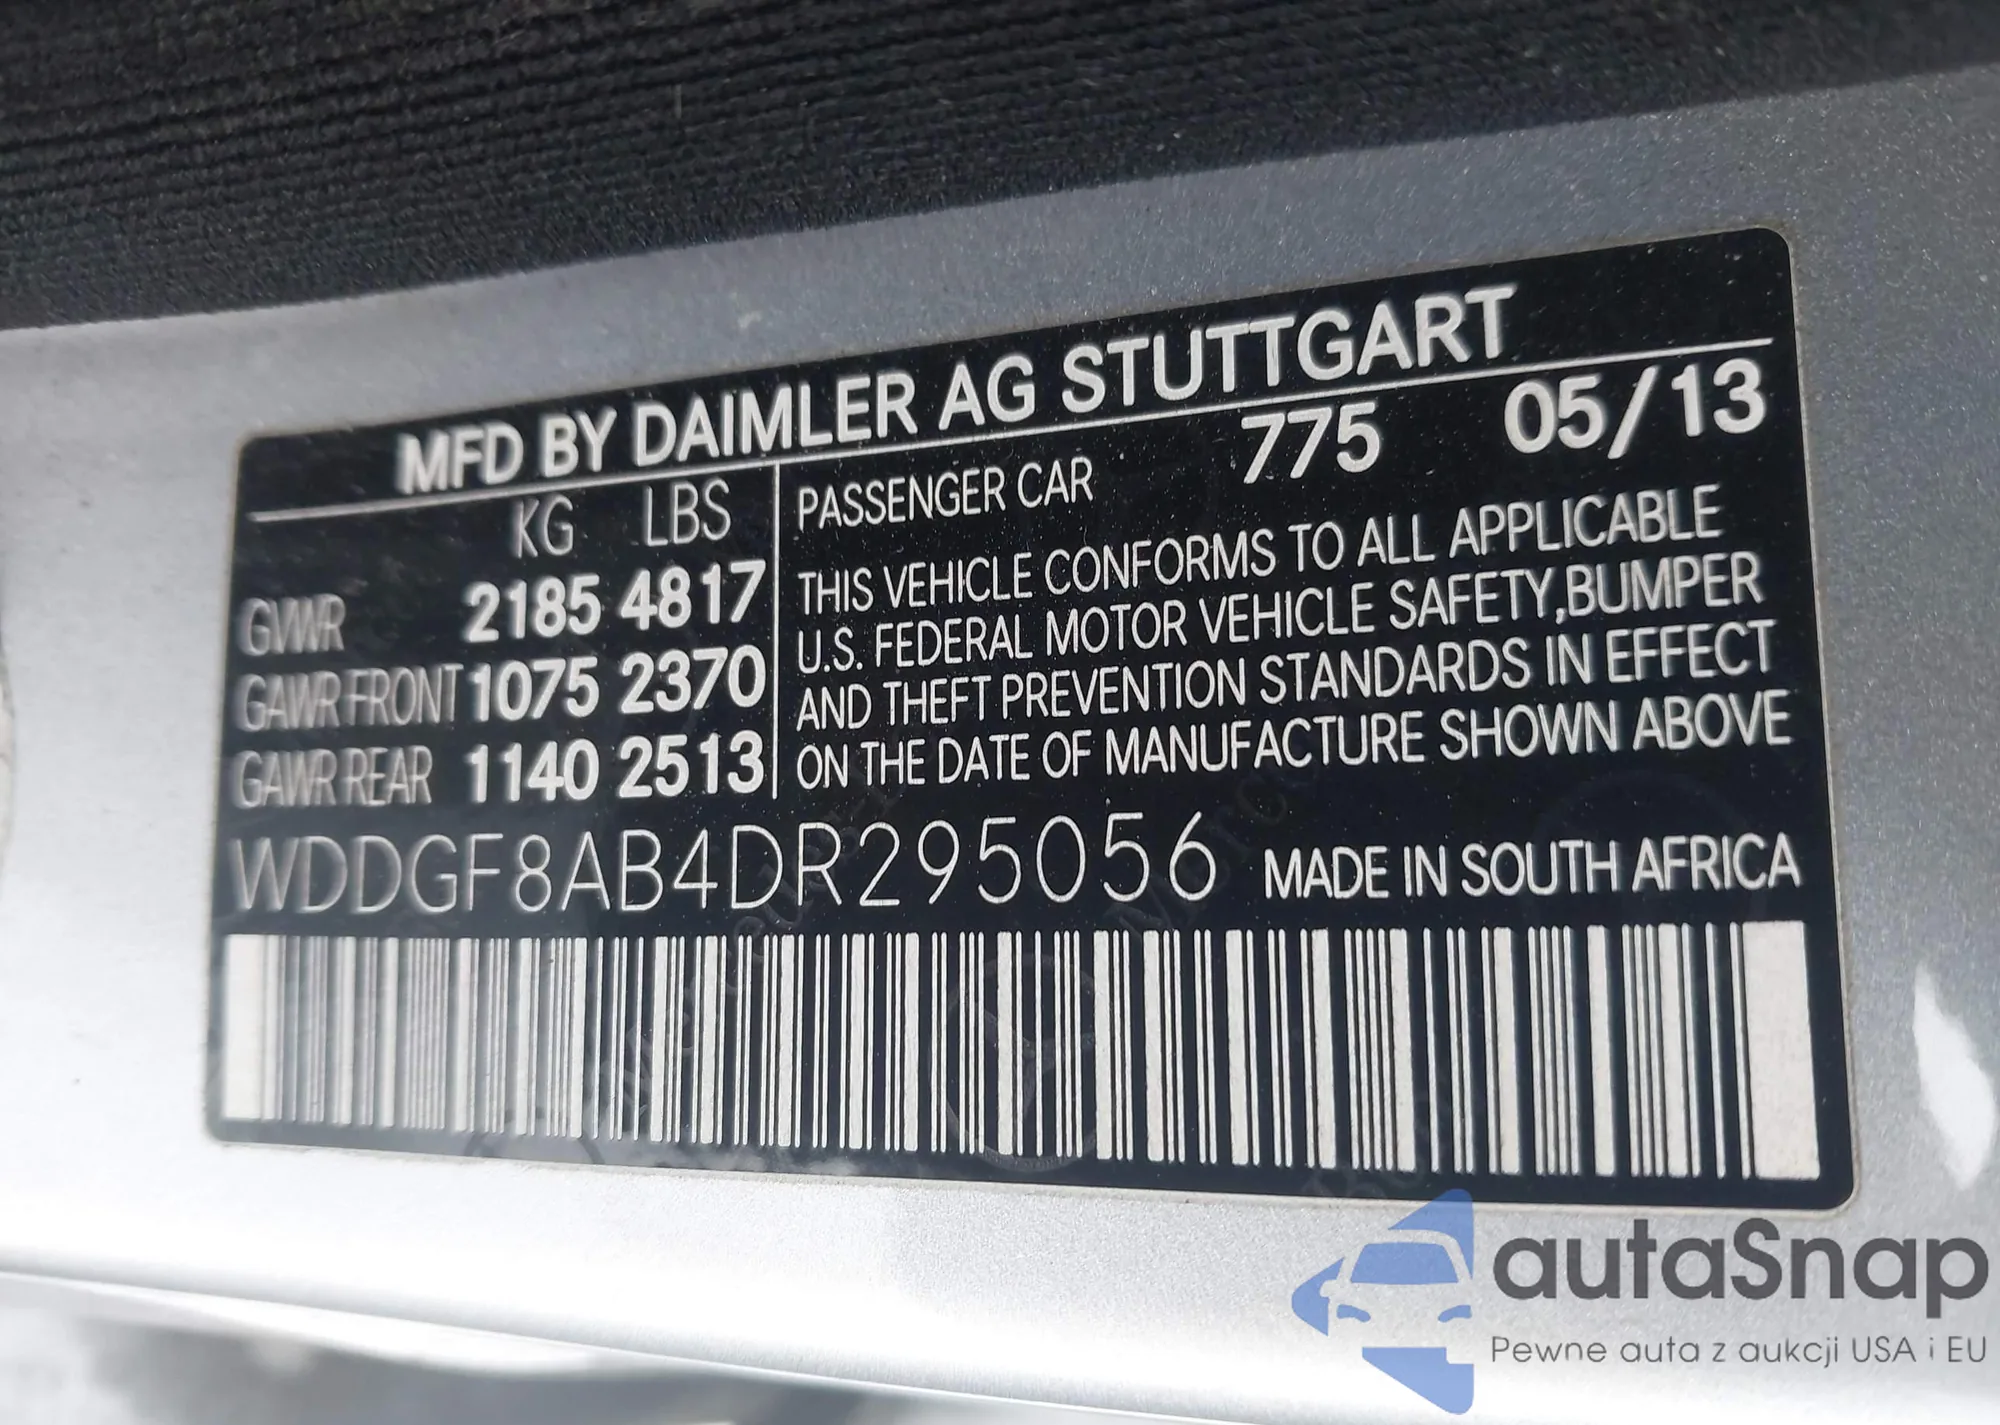 MFD BY DAIMLER AG STUTTGART
KG LBS
GVWR 2185 4817
GAWR FRONT 1075 2370
GAWR REAR 1140 2513
PASSENGER CAR 775 05/13
THIS VEHICLE CONFORMS TO ALL APPLICABLE
U.S. FEDERAL MOTOR VEHICLE SAFETY,BUMPER
AND THEFT PREVENTION STANDARDS IN EFFECT
ON THE DATE OF MANUFACTURE SHOWN ABOVE
WDDGF8AB4DR295056 MADE IN SOUTH AFRICA
autaSnap
Pewne auta z aukcji USA i EU